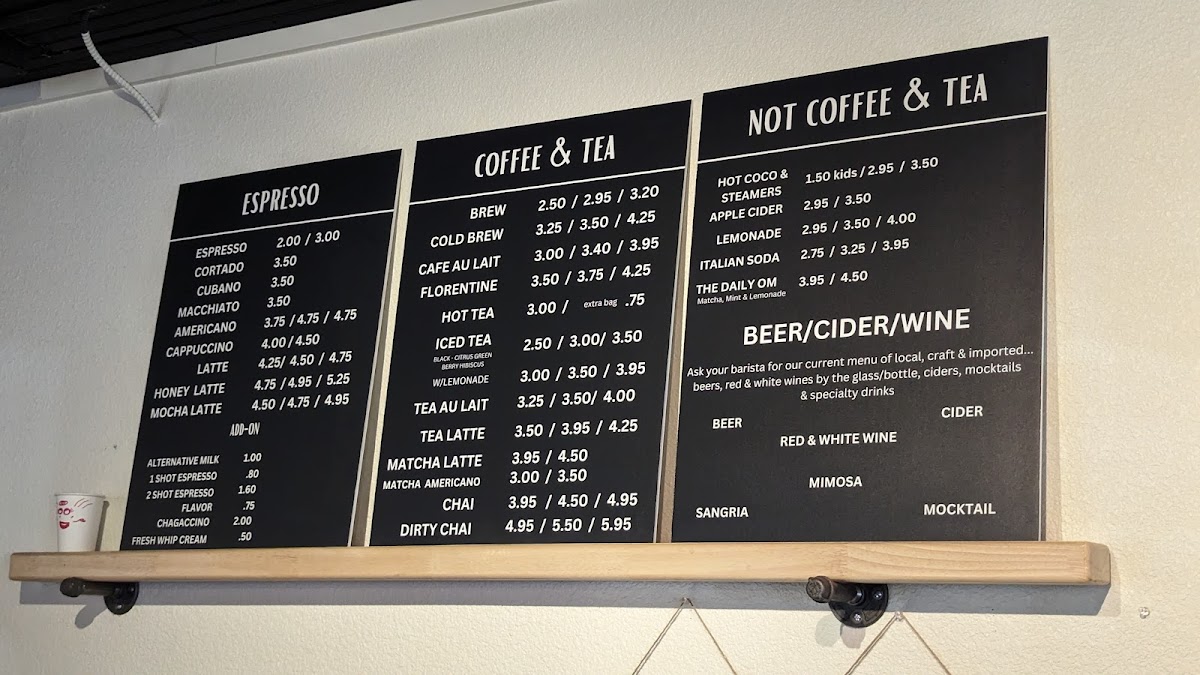 ESPRESSO
ESPRESSO 2.00 / 3.00
CORTADO 3.50
CUBANO 3.50
MACCHIATO 3.50
AMERICANO 3.75 / 4.75 / 4.75
CAPPUCCINO 4.00 / 4.50
LATTE 4.25/ 4.50 / 4.75
HONEY LATTE 4.75 / 4.95 / 5.25
MOCHA LATTE 4.50 / 4.75 / 4.95
ADD-ON
ALTERNATIVE MILK 1.00
1 SHOT ESPRESSO .80
2 SHOT ESPRESSO 1.60
FLAVOR .75
CHAGACCINO 2.00
FRESH WHIP CREAM .50
COFFEE & TEA
BREW 2.50 / 2.95 / 3.20
COLD BREW 3.25 / 3.50 / 4.25
CAFE AU LAIT 3.00 / 3.40 / 3.95
FLORENTINE 3.50 / 3.75 / 4.25
HOT TEA 3.00 / extra bag .75
ICED TEA 2.50 / 3.00/ 3.50
BLACK - CITRUS GREEN
BERRY HIBISCUS
W/LEMONADE 3.00 / 3.50 / 3.95
TEA AU LAIT 3.25 / 3.50/ 4.00
TEA LATTE 3.50 / 3.95 / 4.25
MATCHA LATTE 3.95 / 4.50
MATCHA AMERICANO 3.00 / 3.50
CHAI 3.95 / 4.50 / 4.95
DIRTY CHAI 4.95 / 5.50 / 5.95
NOT COFFEE & TEA
HOT COCO &
STEAMERS 1.50 kids / 2.95 / 3.50
APPLE CIDER 2.95 / 3.50
LEMONADE 2.95 / 3.50 / 4.00
ITALIAN SODA 2.75 / 3.25 / 3.95
THE DAILY OM 3.95 / 4.50
Matcha, Mint & Lemonade
BEER/CIDER/WINE
Ask your barista for our current menu of local, craft & imported...
beers, red & white wines by the glass/bottle, ciders, mocktails
& specialty drinks
BEER CIDER
RED & WHITE WINE
MIMOSA
SANGRIA MOCKTAIL